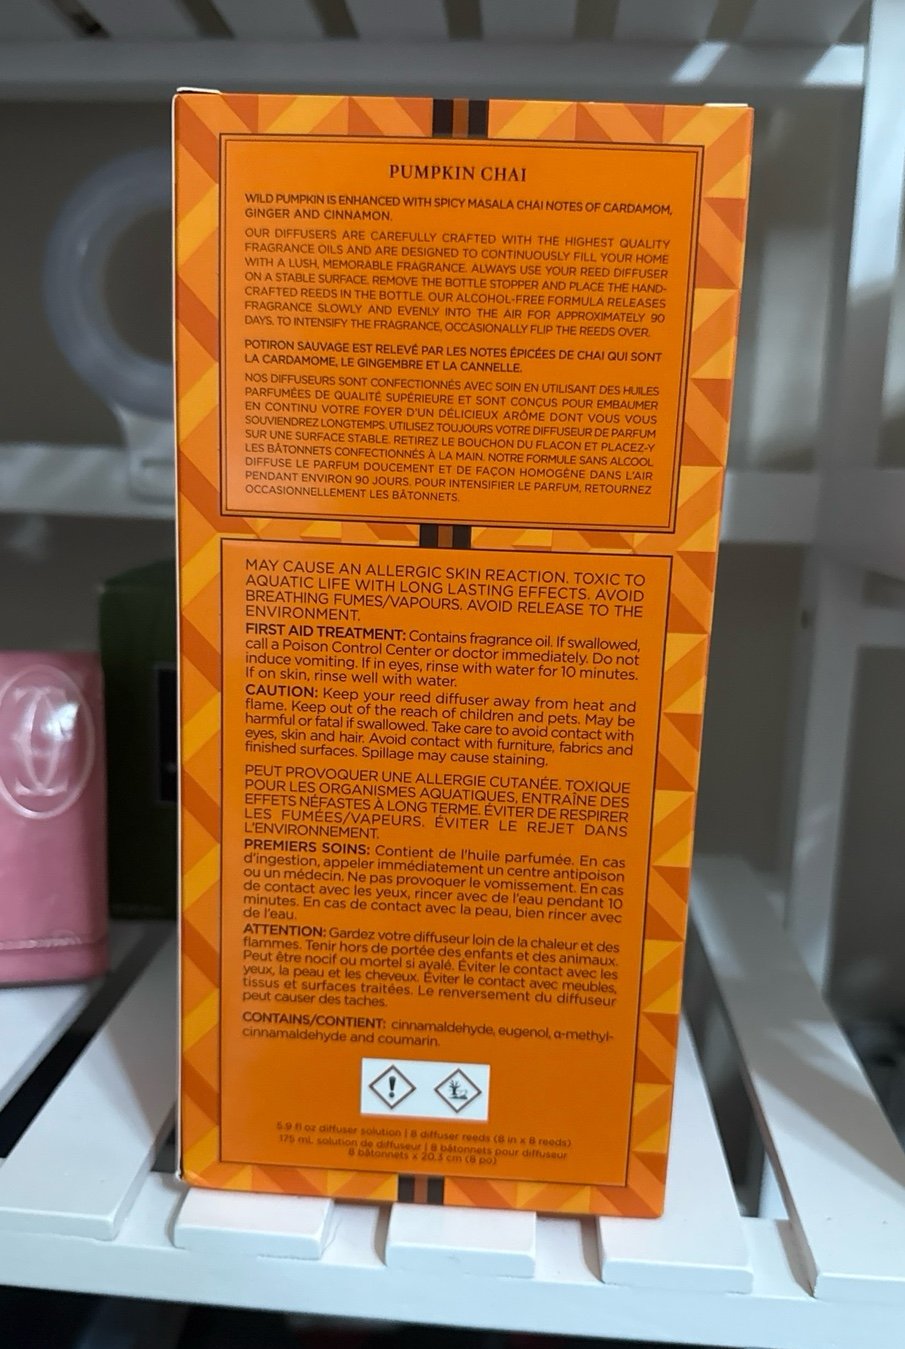 PUMPKIN CHAI
WILD PUMPKIN IS ENHANCED WITH SPICY MASALA CHAI NOTES OF CARDAMOM,
GINGER AND CINNAMON.
OUR DIFFUSERS ARE CAREFULLY CRAFTED WITH THE HIGHEST QUALITY
FRAGRANCE OILS AND ARE DESIGNED TO CONTINUOUSLY FILL YOUR HOME
WITH A LUSH, MEMORABLE FRAGRANCE. ALWAYS USE YOUR REED DIFFUSER
ON A STABLE SURFACE. REMOVE THE BOTTLE STOPPER AND PLACE THE HAND-
CRAFTED REEDS IN THE BOTTLE. OUR ALCOHOL-FREE FORMULA RELEASES
FRAGRANCE SLOWLY AND EVENLY INTO THE AIR FOR APPROXIMATELY 90
DAYS. TO INTENSIFY THE FRAGRANCE, OCCASIONALLY FLIP THE REEDS OVER.
POTIRON SAUVAGE EST RELEVÉ PAR LES NOTES ÉPICÉES DE CHAI QUI SONT
LA CARDAMOME, LE GINGEMBRE ET LA CANNELLE.
NOS DIFFUSEURS SONT CONFECTIONNÉS AVEC SOIN EN UTILISANT DES HUILES
PARFUMÉES DE QUALITÉ SUPÉRIEURE ET SONT CONÇUS POUR EMBAUMER
EN CONTINU VOTRE FOYER D'UN DÉLICIEUX ARÔME DONT VOUS VOUS
SOUVIENDREZ LONGTEMPS. UTILISEZ TOUJOURS VOTRE DIFFUSEUR DE PARFUM
SUR UNE SURFACE STABLE. RETIREZ LE BOUCHON DU FLACON ET PLACEZ-Y
LES BÂTONNETS CONFECTIONNÉS À LA MAIN. NOTRE FORMULE SANS ALCOOL
DIFFUSE LE PARFUM DOUCEMENT ET DE FAÇON HOMOGÈNE DANS L'AIR
PENDANT ENVIRON 90 JOURS. POUR INTENSIFIER LE PARFUM, RETOURNEZ
OCCASIONNELLEMENT LES BÂTONNETS.
MAY CAUSE AN ALLERGIC SKIN REACTION. TOXIC TO
AQUATIC LIFE WITH LONG LASTING EFFECTS. AVOID
BREATHING FUMES/VAPOURS. AVOID RELEASE TO THE
ENVIRONMENT.
FIRST AID TREATMENT: Contains fragrance oil. If swallowed,
call a Poison Control Center or doctor immediately. Do not
induce vomiting. If in eyes, rinse with water for 10 minutes.
If on skin, rinse well with water.
CAUTION: Keep your reed diffuser away from heat and
flame. Keep out of the reach of children and pets. May be
harmful or fatal if swallowed. Take care to avoid contact with
eyes, skin and hair. Avoid contact with furniture, fabrics and
finished surfaces. Spillage may cause staining.
PEUT PROVOQUER UNE ALLERGIE CUTANÉE. TOXIQUE
POUR LES ORGANISMES AQUATIQUES, ENTRAÎNE DES
EFFETS NÉFASTES À LONG TERME. ÉVITER DE RESPIRER
LES FUMÉES/VAPEURS. ÉVITER LE REJET DANS
L'ENVIRONNEMENT.
PREMIERS SOINS: Contient de l'huile parfumée. En cas
d'ingestion, appeler immédiatement un centre antipoison
ou un médecin. Ne pas provoquer le vomissement. En cas
de contact avec les yeux, rincer avec de l'eau pendant 10
minutes. En cas de contact avec la peau, bien rincer avec
de l'eau.
ATTENTION: Gardez votre diffuseur loin de la chaleur et des
flammes. Tenir hors de portée des enfants et des animaux.
Peut être nocif ou mortel si avalé. Éviter le contact avec les
yeux, la peau et les cheveux. Éviter le contact avec meubles,
tissus et surfaces traitées. Le renversement du diffuseur
peut causer des taches.
CONTAINS/CONTIENT: cinnamaldehyde, eugenol, α-methyl-
cinnamaldehyde and coumarin.
5.9 fl oz diffuser solution | 8 diffuser reeds (8 in x 8 reeds)
175 mL solution de diffuseur | 8 bâtonnets pour diffuseur
8 bâtonnets x 20.3 cm (8 po)